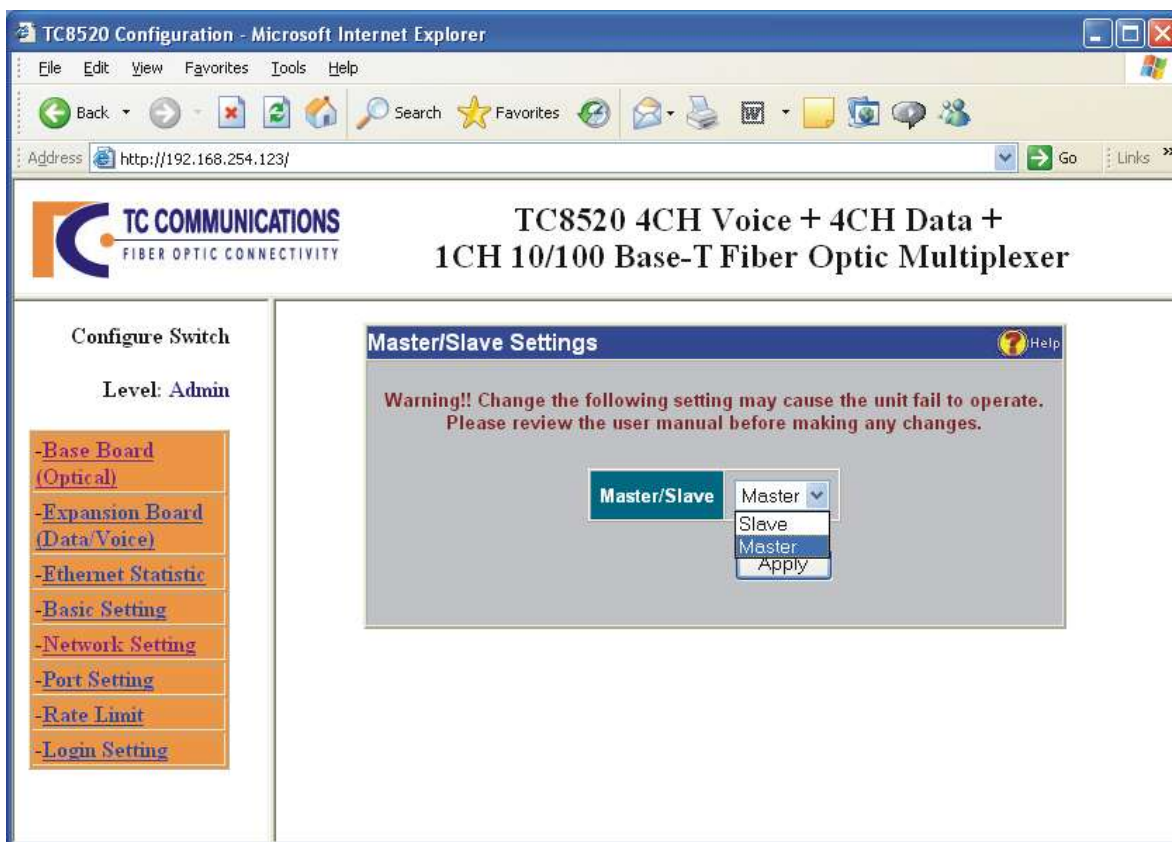 TC8520 Configuration - Microsoft Internet Explorer
File Edit View Favorites Tools Help
Back Search Favorites
Address http://192.168.254.123/ Go Links »
TC COMMUNICATIONS
FIBER OPTIC CONNECTIVITY
TC8520 4CH Voice + 4CH Data +
1CH 10/100 Base-T Fiber Optic Multiplexer
Configure Switch
Level: Admin
-Base Board
(Optical)
-Expansion Board
(Data/Voice)
-Ethernet Statistic
-Basic Setting
-Network Setting
-Port Setting
-Rate Limit
-Login Setting
Master/Slave Settings
? Help
Warning!! Change the following setting may cause the unit fail to operate.
Please review the user manual before making any changes.
Master/Slave Master
Slave
Master
Apply